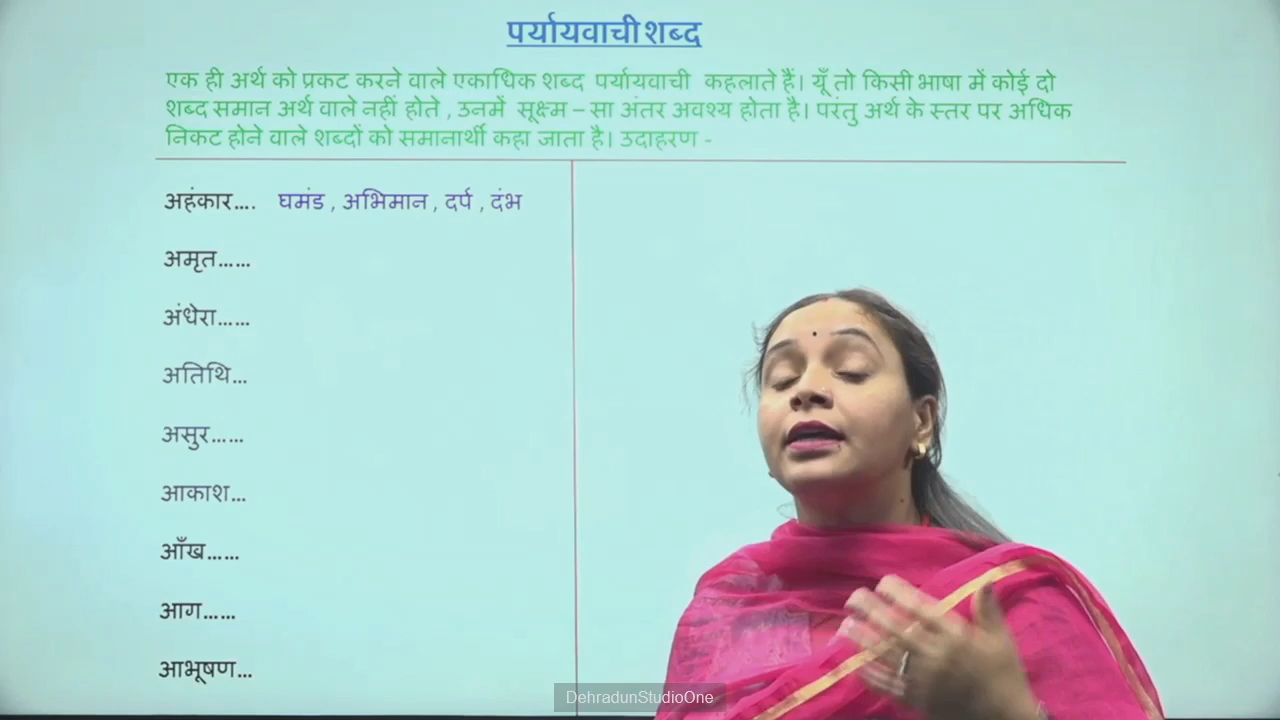 पर्यायवाची शब्द
एक ही अर्थ को प्रकट करने वाले एकाधिक शब्द पर्यायवाची कहलाते हैं। यूँ तो किसी भाषा में कोई दो
शब्द समान अर्थ वाले नहीं होते , उनमें सूक्ष्म – सा अंतर अवश्य होता है। परंतु अर्थ के स्तर पर अधिक
निकट होने वाले शब्दों को समानार्थी कहा जाता है। उदाहरण -
अहंकार.... घमंड , अभिमान , दर्प , दंभ
अमृत......
अंधेरा......
अतिथि...
असुर......
आकाश...
आँख......
आग......
आभूषण...
DehradunStudioOne